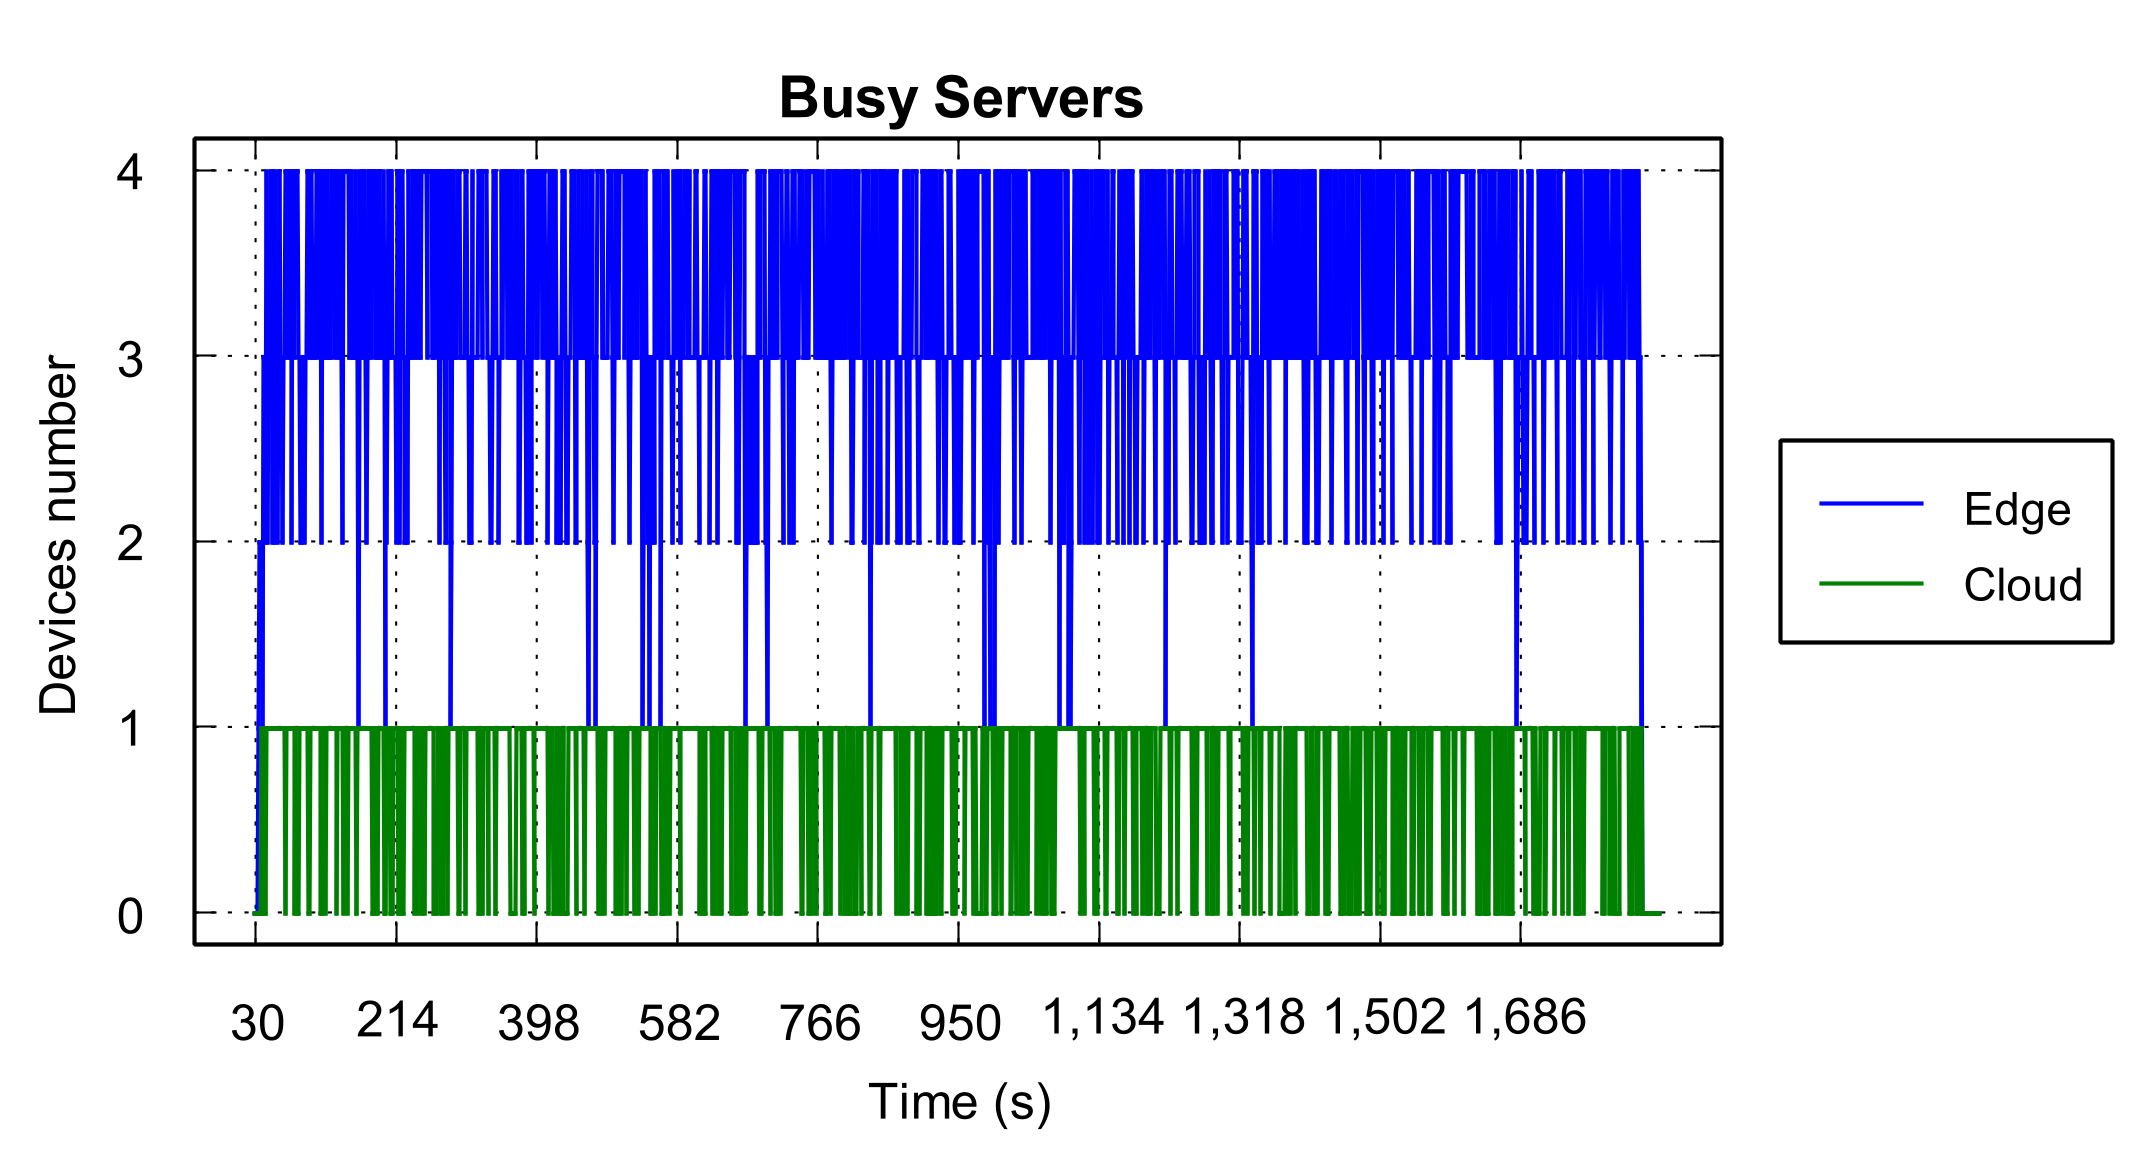 Busy Servers
4
3
2
1
0
Devices number
30 214 398 582 766 950 1,134 1,318 1,502 1,686
Time (s)
Edge
Cloud